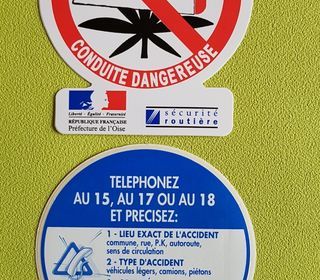 CONDUITE DANGEREUSE
Liberté • Égalité • Fraternité
RÉPUBLIQUE FRANÇAISE
Préfecture de l'Oise
sécurité
routière
TELEPHONEZ
AU 15, AU 17 OU AU 18
ET PRECISEZ:
1 - LIEU EXACT DE L'ACCIDENT
commune, rue, P.K, autoroute,
sens de circulation
2 - TYPE D'ACCIDENT
véhicules légers, camions, piétons